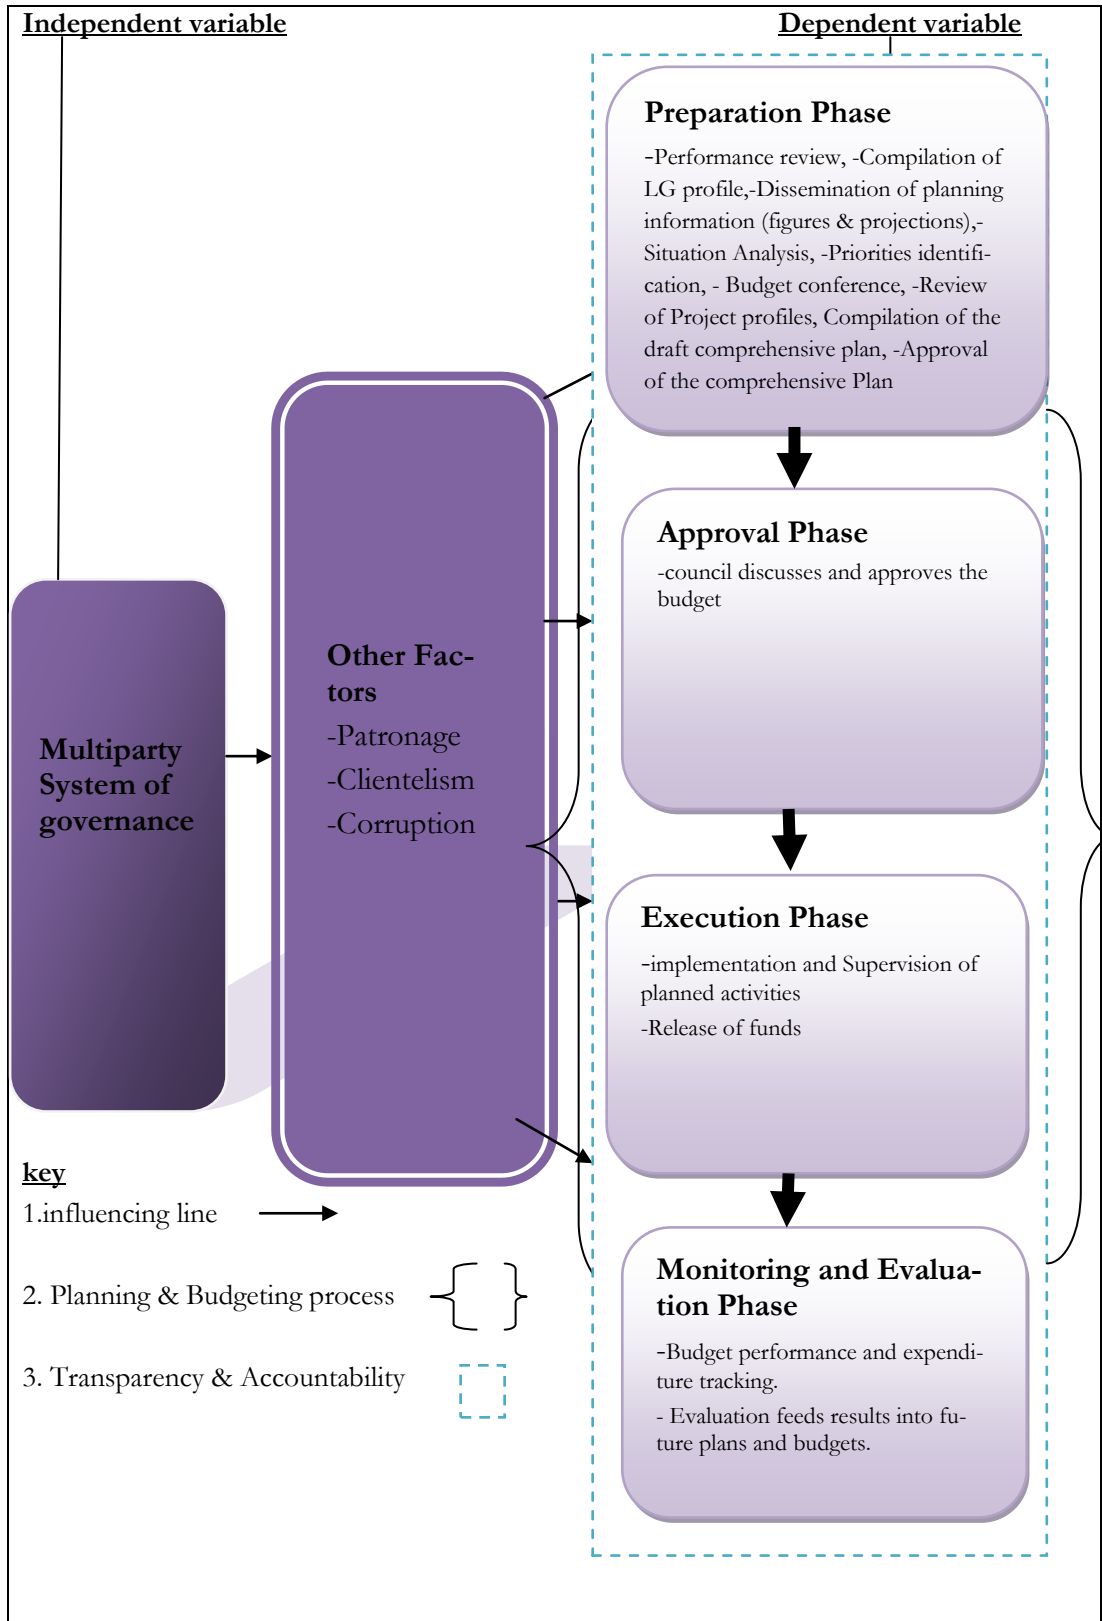 Independent variable
Dependent variable
Preparation Phase
-Performance review, -Compilation of
LG profile,-Dissemination of planning
information (figures & projections),-
Situation Analysis, -Priorities identifi-
cation, - Budget conference, -Review
of Project profiles, Compilation of the
draft comprehensive plan, -Approval
of the comprehensive Plan
Approval Phase
-council discusses and approves the
budget
Other Fac-
tors
-Patronage
-Clientelism
-Corruption
Multiparty
System of
governance
Execution Phase
-implementation and Supervision of
planned activities
-Release of funds
key
1.influencing line
2. Planning & Budgeting process
3. Transparency & Accountability
Monitoring and Evalua-
tion Phase
-Budget performance and expendi-
ture tracking.
- Evaluation feeds results into fu-
ture plans and budgets.